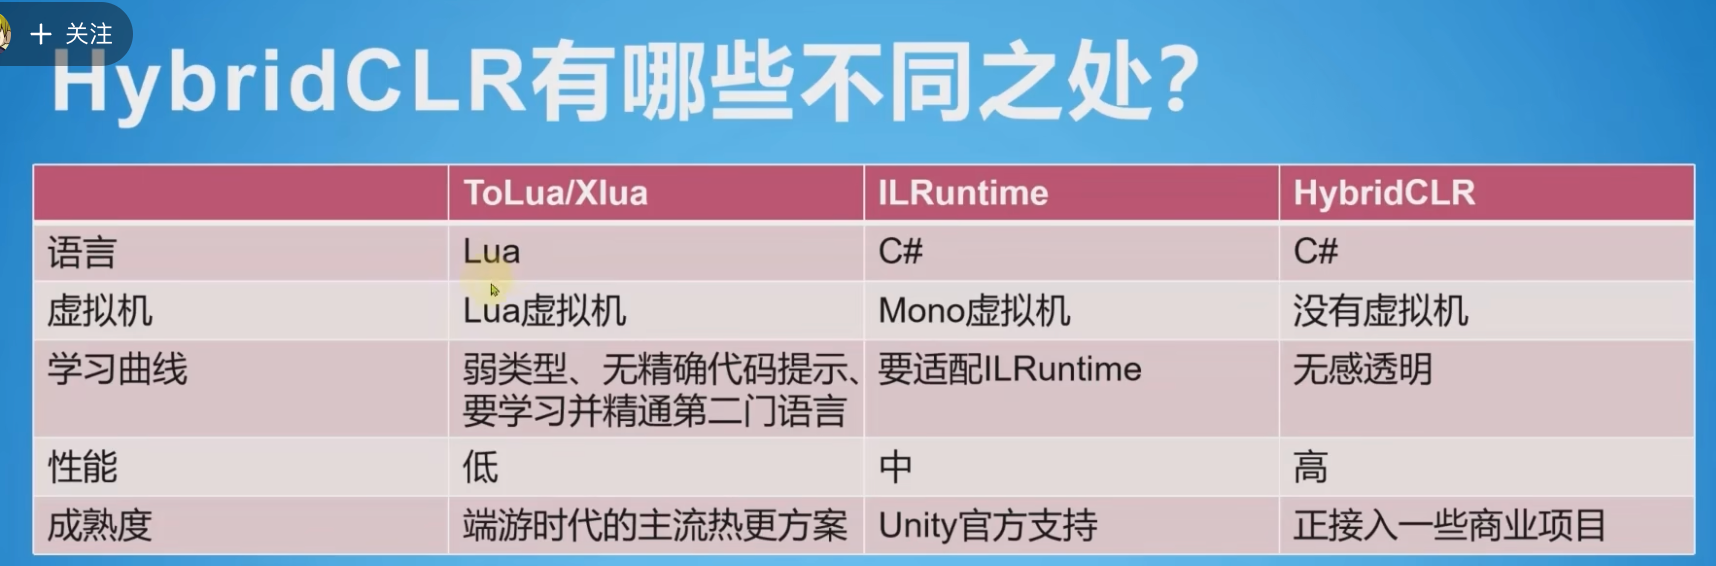 + 关注
HybridCLR有哪些不同之处？
ToLua/Xlua ILRuntime HybridCLR
语言 Lua C# C#
虚拟机 Lua虚拟机 Mono虚拟机 没有虚拟机
学习曲线 弱类型、无精确代码提示、 要适配ILRuntime 无感透明
要学习并精通第二门语言
性能 低 中 高
成熟度 端游时代的主流热更方案 Unity官方支持 正接入一些商业项目